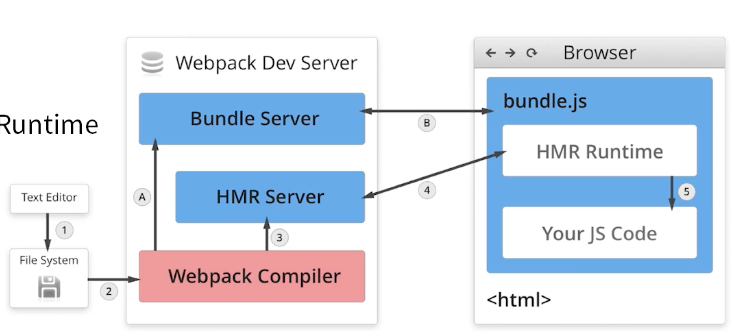 Runtime
Text Editor
1
File System
2
Webpack Dev Server
Bundle Server
A
HMR Server
3
Webpack Compiler
B
4
Browser
bundle.js
HMR Runtime
5
Your JS Code
<html>